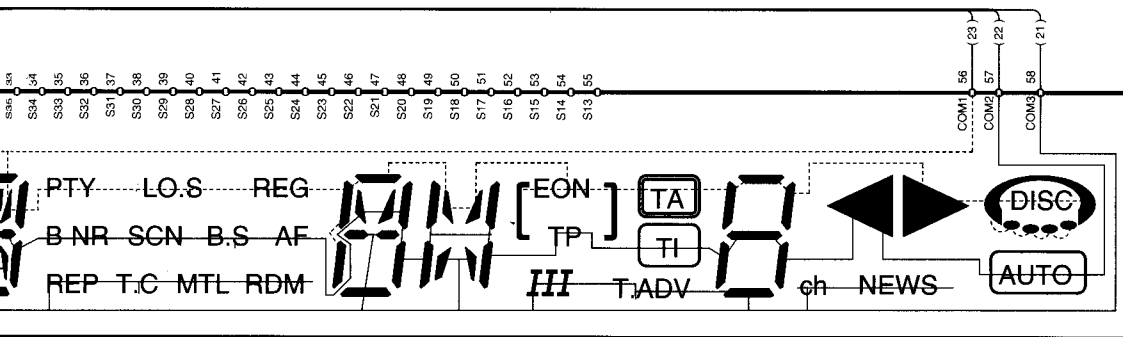 (23) (22) (21)
33 34 35 36 37 38 39 40 41 42 43 44 45 46 47 48 49 50 51 52 53 54 55 56 57 58
S35 S34 S33 S32 S31 S30 S29 S28 S27 S26 S25 S24 S23 S22 S21 S20 S19 S18 S17 S16 S15 S14 S13 COM1 COM2 COM3
PTY LO.S REG EON TA DISC
B NR SCN B.S AF TP TI
REP T.C MTL RDM III T.ADV ch NEWS AUTO